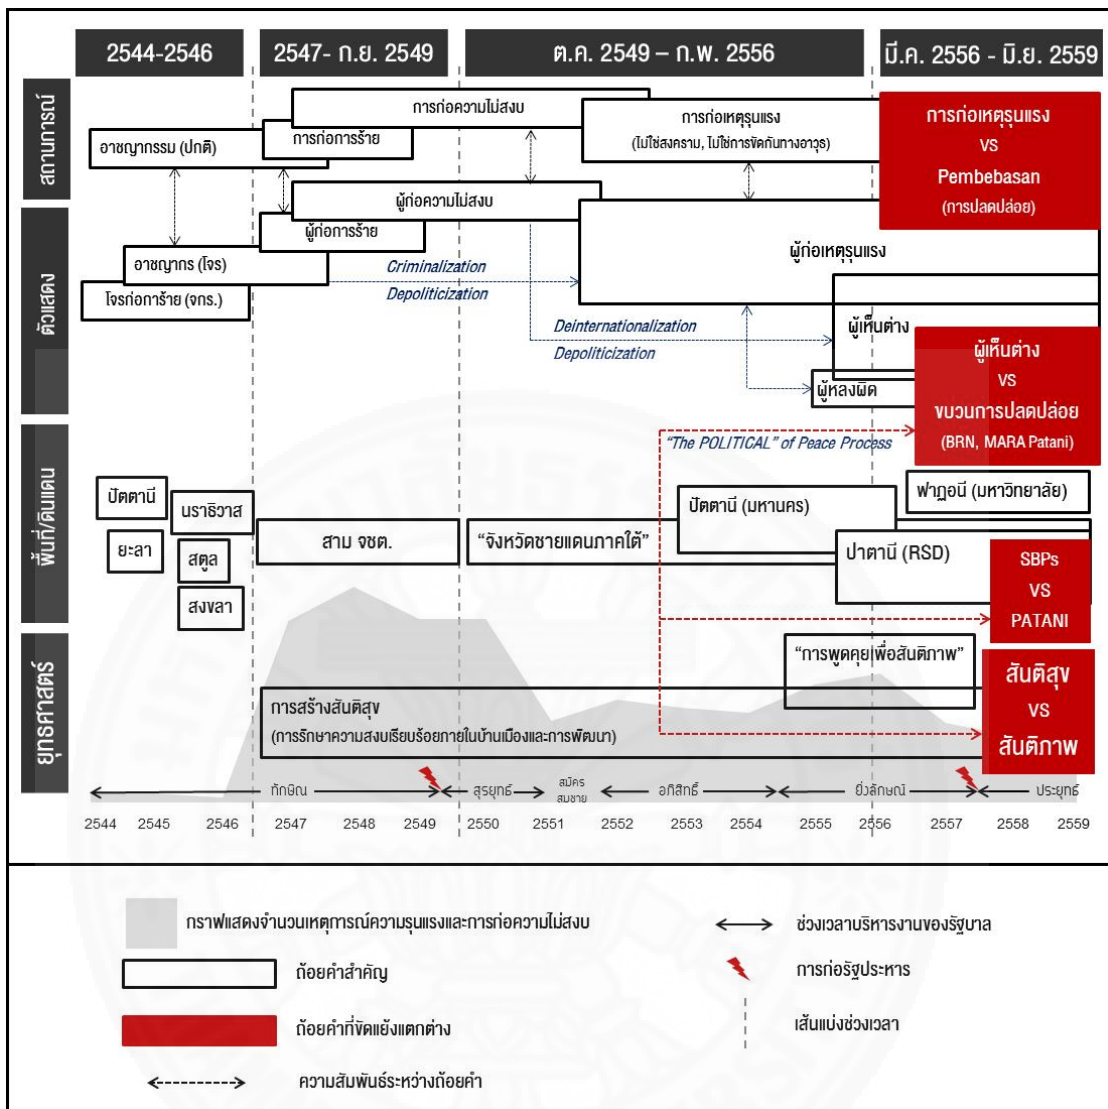 2544-2546
2547- ก.ย. 2549
ต.ค. 2549 – ก.พ. 2556
มี.ค. 2556 - มิ.ย. 2559
สถานการณ์
การก่อความไม่สงบ
การก่อการร้าย
อาชญากรรม (ปกติ)
การก่อเหตุรุนแรง
(ไม่ใช่สงคราม, ไม่ใช่การขัดกันทางอาวุธ)
การก่อเหตุรุนแรง
VS
Pembebasan
(การปลดปล่อย)
ตัวแสดง
ผู้ก่อความไม่สงบ
ผู้ก่อการร้าย
อาชญากร (โจร)
โจรก่อการ้าย (จกร.)
ผู้ก่อเหตุรุนแรง
Criminalization
Depoliticization
Deinternationalization
Depoliticization
ผู้เห็นต่าง
ผู้หลงผิด
ผู้เห็นต่าง
VS
ขบวนการปลดปล่อย
(BRN, MARA Patani)
"The POLITICAL" of Peace Process
พื้นที่/ดินแดน
ปัตตานี
นราธิวาส
ยะลา
สตูล
สงขลา
สาม จชต.
“จังหวัดชายแดนภาคใต้”
ปัตตานี (มหานคร)
ฟาฏอนี (มหาวิทยาลัย)
ปาตานี (RSD)
SBPs
VS
PATANI
ยุทธศาสตร์
“การพูดคุยเพื่อสันติภาพ”
การสร้างสันติสุข
(การรักษาความสงบเรียบร้อยภายในบ้านเมืองและการพัฒนา)
สันติสุข
VS
สันติภาพ
ทักษิณ
สุรยุทธ์
สมัคร
สมชาย
อภิสิทธิ์
ยิ่งลักษณ์
ประยุทธ์
2544 2545 2546 2547 2548 2549 2550 2551 2552 2553 2554 2555 2556 2557 2558 2559
กราฟแสดงจำนวนเหตุการณ์ความรุนแรงและการก่อความไม่สงบ
ช่วงเวลาบริหารงานของรัฐบาล
ถ้อยคำสำคัญ
การก่อรัฐประหาร
ถ้อยคำที่ขัดแย้งแตกต่าง
เส้นแบ่งช่วงเวลา
ความสัมพันธ์ระหว่างถ้อยคำ